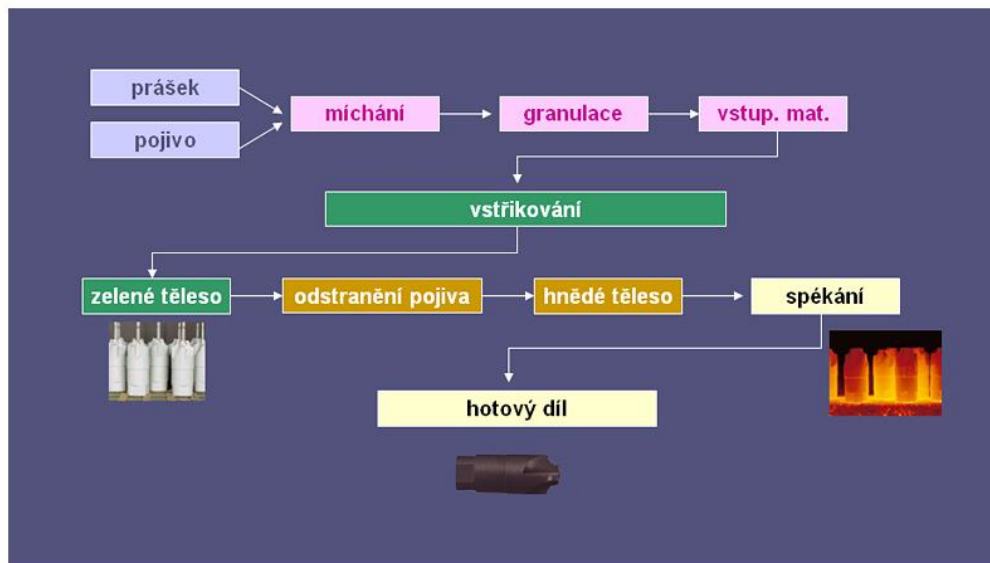 prášek
pojivo
míchání
granulace
vstup. mat.
vstřikování
zelené těleso
odstranění pojiva
hnědé těleso
spékání
hotový díl